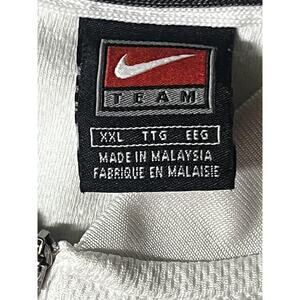 TEAM
XXL TTG EEG
MADE IN MALAYSIA
FABRIQUE EN MALAISIE